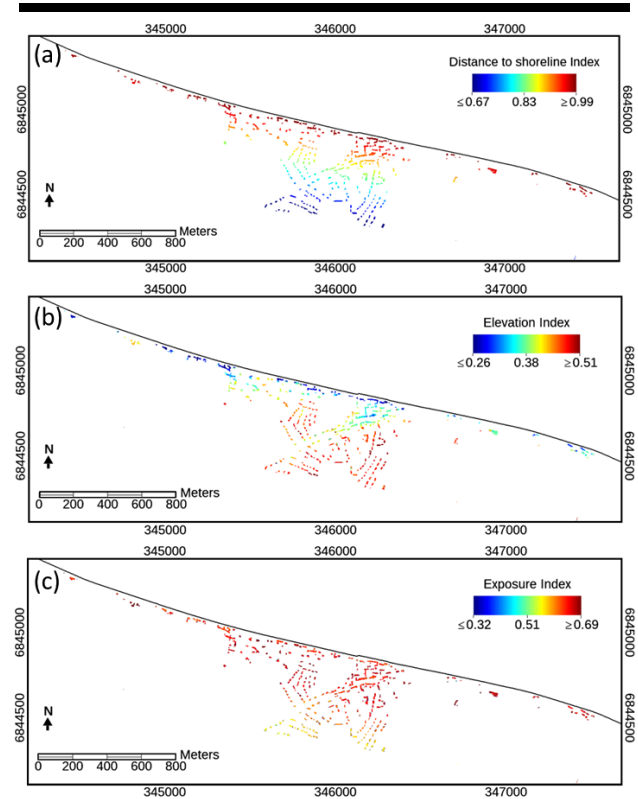 345000 346000 347000
(a)
Distance to shoreline Index
≤0.67 0.83 ≥0.99
6845000
6845000
6844500
6844500
N
Meters
0 200 400 600 800
345000 346000 347000
345000 346000 347000
(b)
Elevation Index
≤0.26 0.38 ≥0.51
6845000
6845000
6844500
6844500
N
Meters
0 200 400 600 800
345000 346000 347000
345000 346000 347000
(c)
Exposure Index
≤0.32 0.51 ≥0.69
6845000
6845000
6844500
6844500
N
Meters
0 200 400 600 800
345000 346000 347000